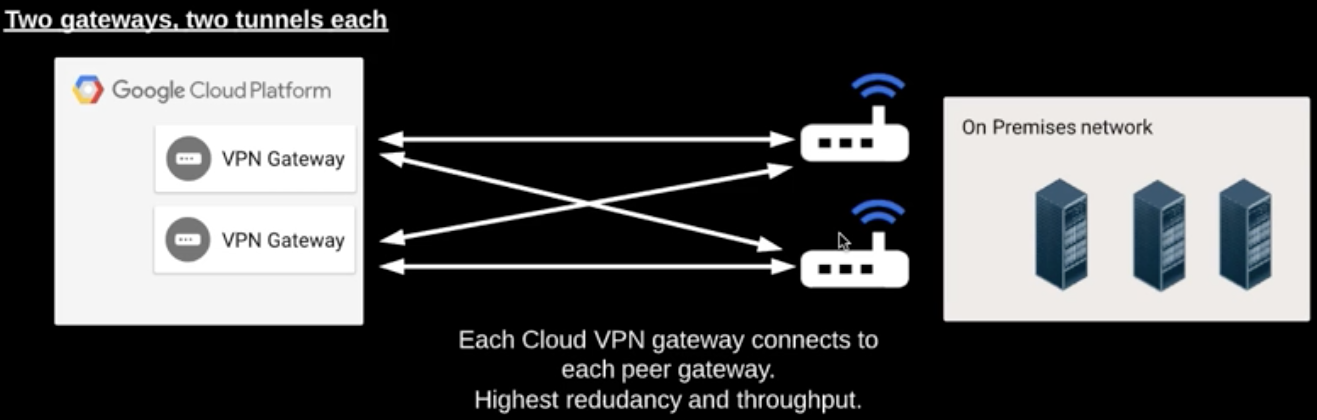 Two gateways, two tunnels each
Google Cloud Platform
VPN Gateway
VPN Gateway
On Premises network
Each Cloud VPN gateway connects to
each peer gateway.
Highest redudancy and throughput.